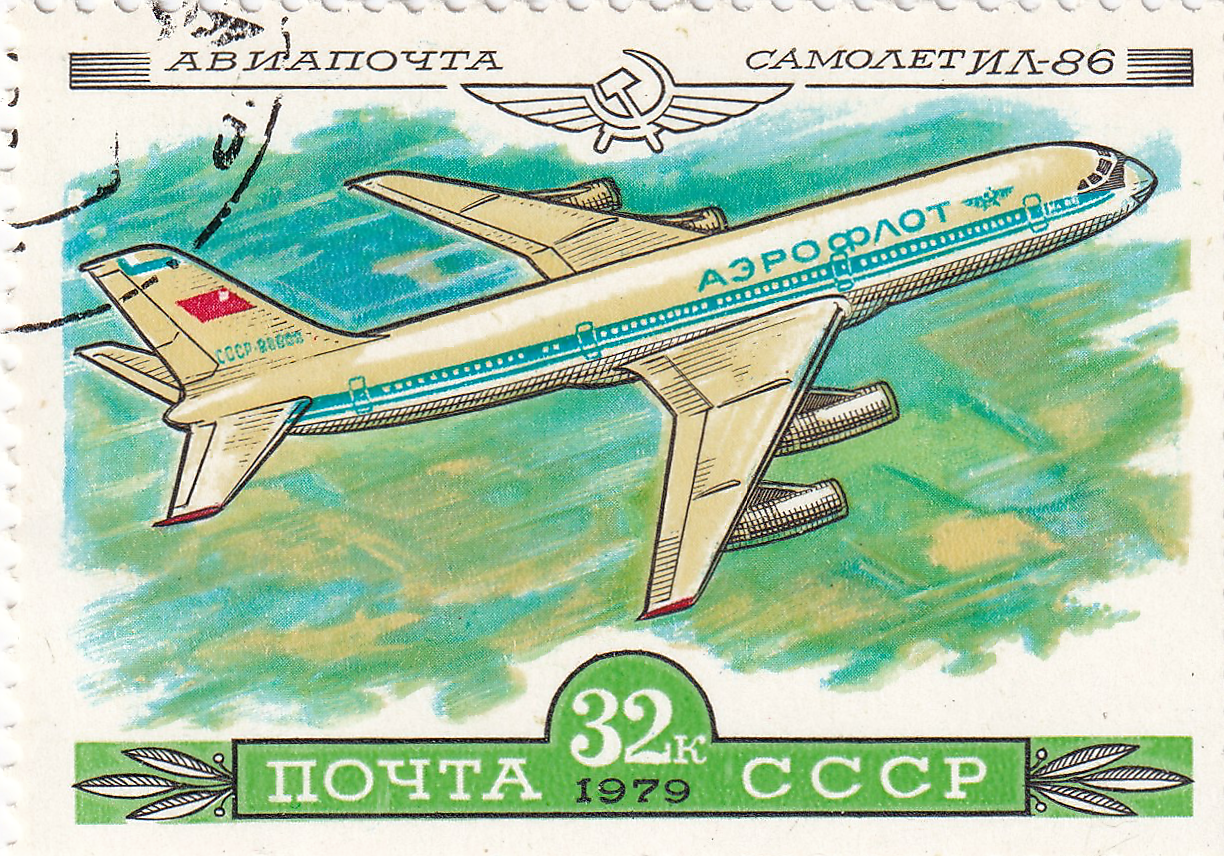 АВИАПОЧТА
САМОЛЕТ ИЛ-86
АЭРОФЛОТ
32к
1979
ПОЧТА СССР